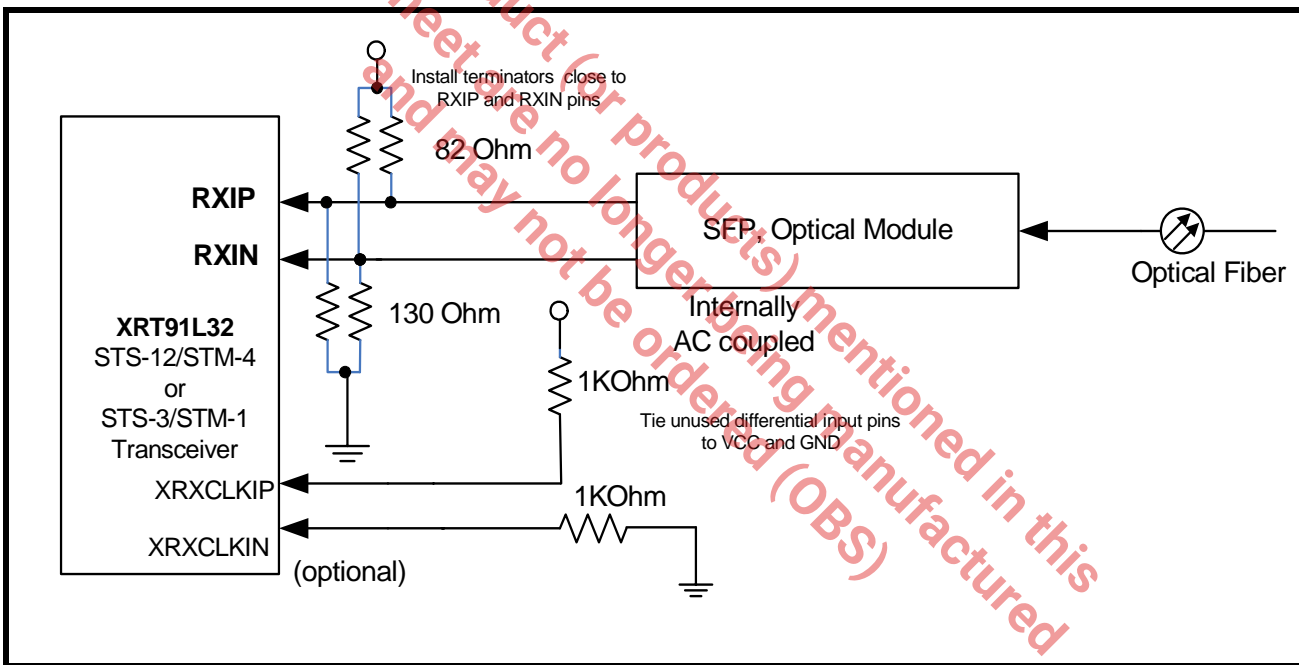 Install terminators close to
RXIP and RXIN pins
82 Ohm
RXIP
RXIN
SFP, Optical Module
Optical Fiber
130 Ohm
Internally
AC coupled
XRT91L32
STS-12/STM-4
or
STS-3/STM-1
Transceiver
1KOhm
Tie unused differential input pins
to VCC and GND
XRXCLKIP
1KOhm
XRXCLKIN
(optional)
duct (or products) mentioned in this
heet are no longer being manufactured
and may not be ordered (OBS)